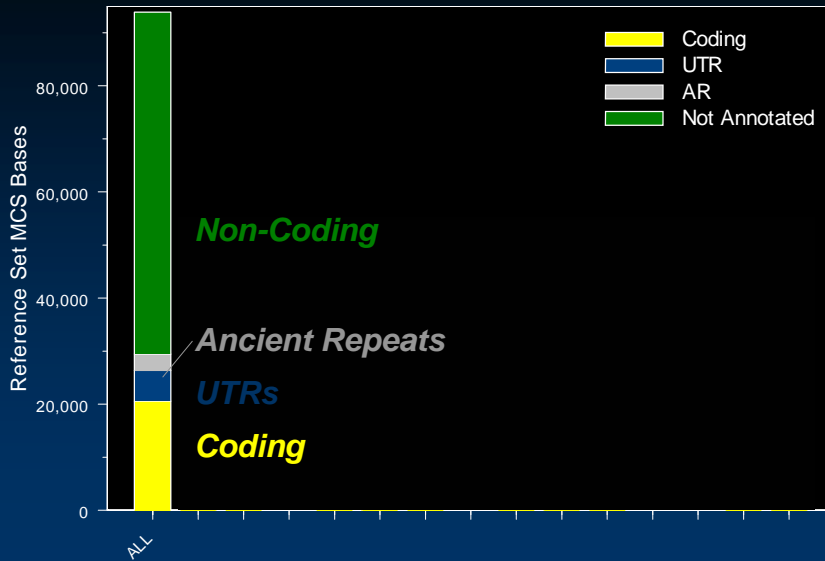 Coding
UTR
AR
Not Annotated
Reference Set MCS Bases
80,000
60,000
40,000
20,000
0
Non-Coding
Ancient Repeats
UTRs
Coding
ALL